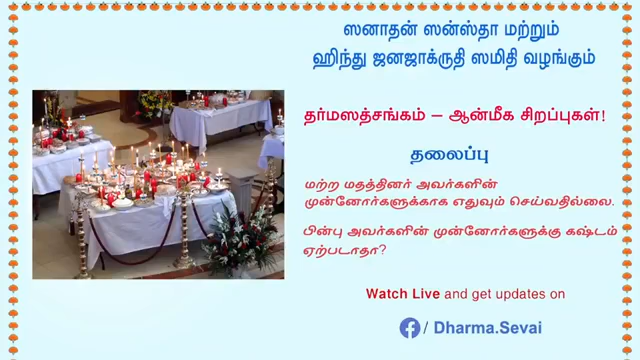 ஸனாதன் ஸன்ஸ்தா மற்றும்
ஹிந்து ஜனஜாக்ருதி ஸமிதி வழங்கும்
தர்மஸத்சங்கம் – ஆன்மீக சிறப்புகள்!
தலைப்பு
மற்ற மதத்தினர் அவர்களின்
முன்னோர்களுக்காக எதுவும் செய்வதில்லை.
பின்பு அவர்களின் முன்னோர்களுக்கு கஷ்டம்
ஏற்படாதா?
Watch Live and get updates on
f / Dharma.Sevai